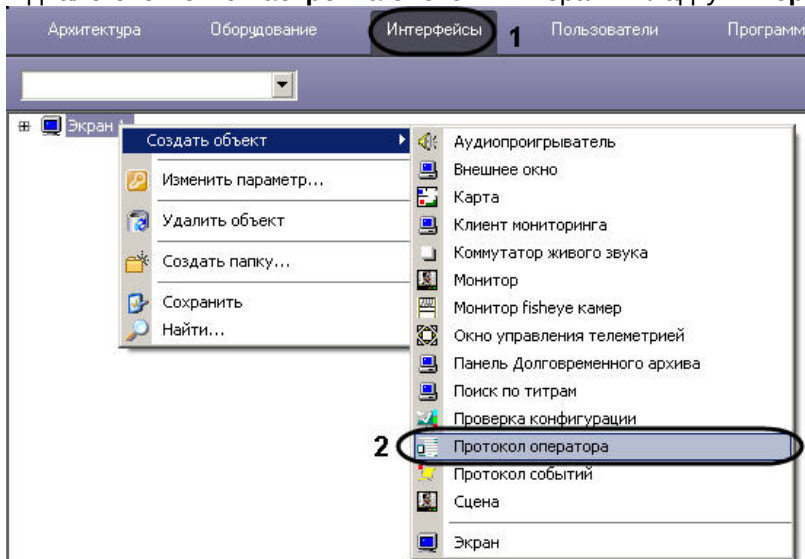 Архитектура Оборудование Интерфейсы 1 Пользователи Программ
Экран 1
Создать объект
Изменить параметр...
Удалить объект
Создать папку...
Сохранить
Найти...
Аудиопроигрыватель
Внешнее окно
Карта
Клиент мониторинга
Коммутатор живого звука
Монитор
Монитор fisheye камер
Окно управления телеметрией
Панель Долговременного архива
Поиск по титрам
Проверка конфигурации
2 Протокол оператора
Протокол событий
Сцена
Экран